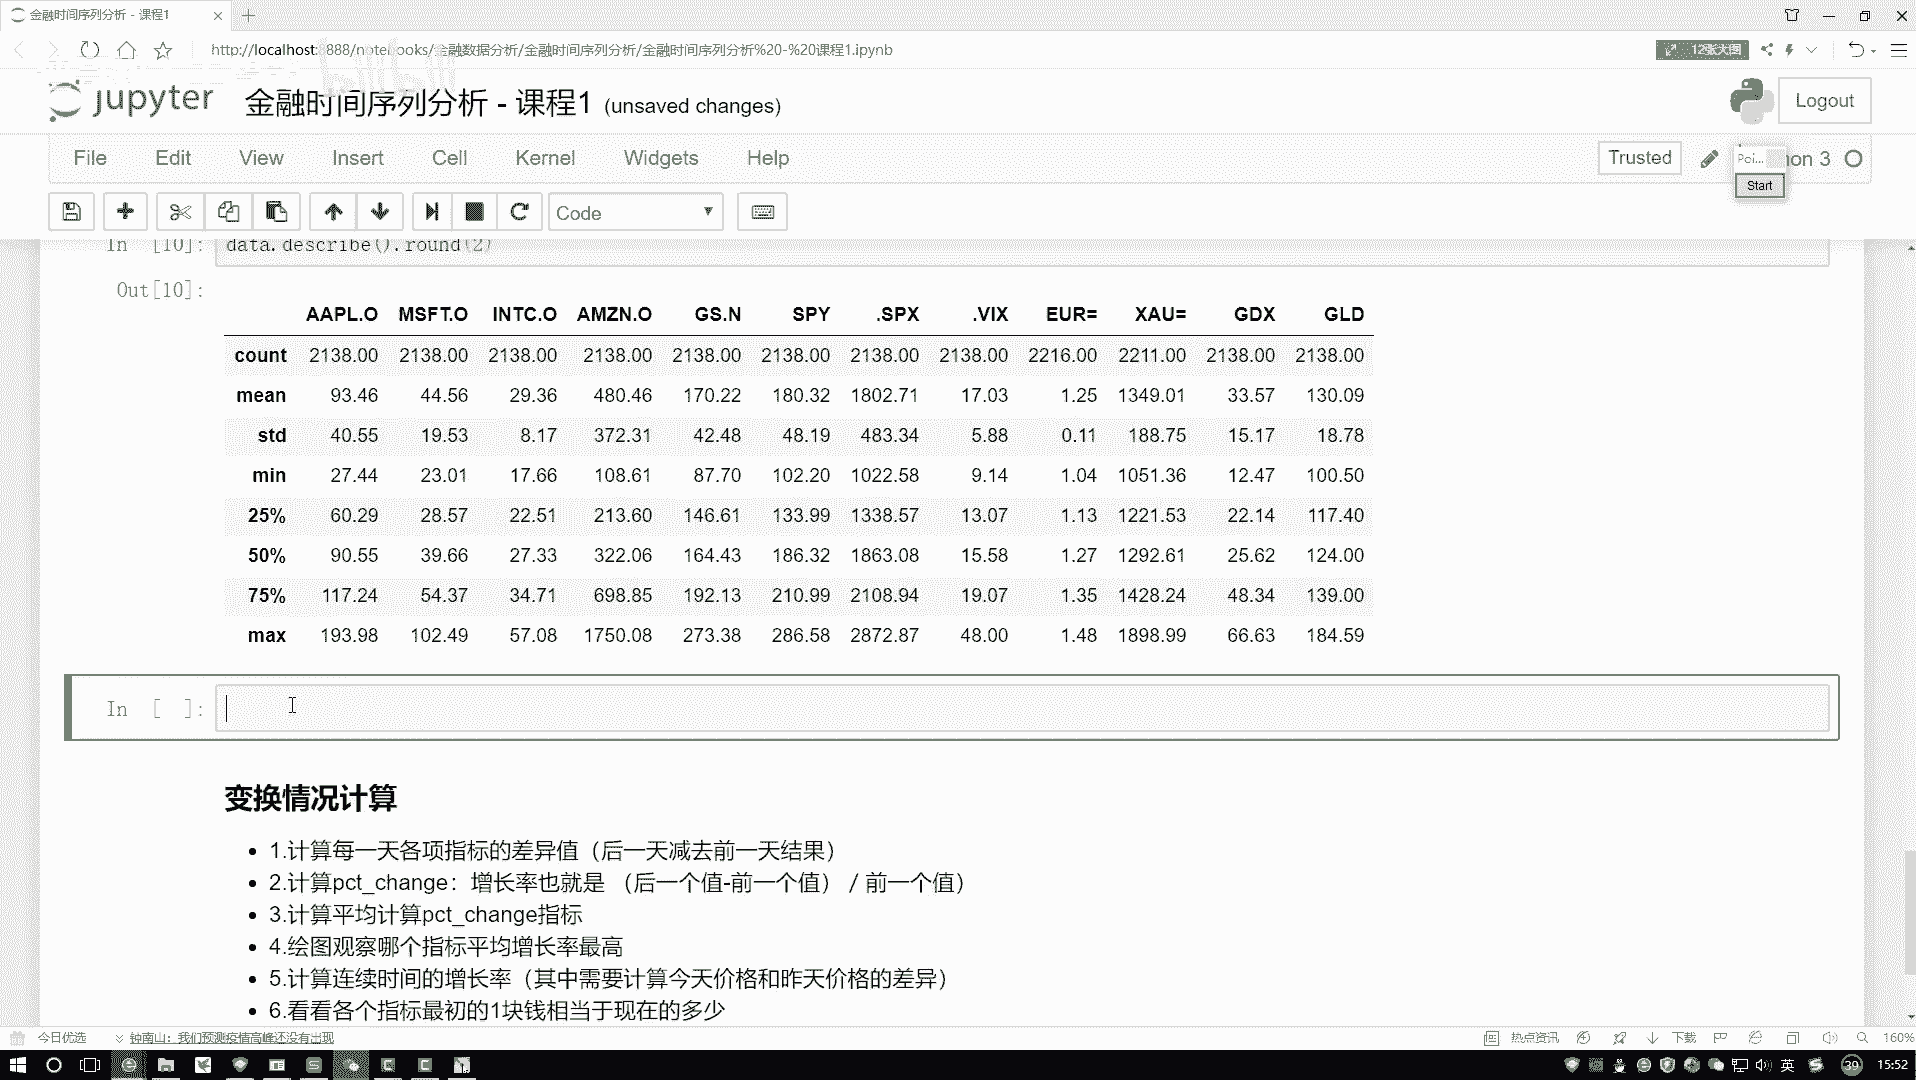 金融时间序列分析 - 课程1
http://localhost:8888/notebooks/金融数据分析/金融时间序列分析/金融时间序列分析%20-%20课程1.ipynb
12张大图
jupyter 金融时间序列分析 - 课程1 (unsaved changes)
Logout
File Edit View Insert Cell Kernel Widgets Help
Trusted
Poi...
3
Start
Code
In [10]: data.describe().round(2)
Out[10]:
AAPL.O MSFT.O INTC.O AMZN.O GS.N SPY .SPX .VIX EUR= XAU= GDX GLD
count 2138.00 2138.00 2138.00 2138.00 2138.00 2138.00 2138.00 2138.00 2216.00 2211.00 2138.00 2138.00
mean 93.46 44.56 29.36 480.46 170.22 180.32 1802.71 17.03 1.25 1349.01 33.57 130.09
std 40.55 19.53 8.17 372.31 42.48 48.19 483.34 5.88 0.11 188.75 15.17 18.78
min 27.44 23.01 17.66 108.61 87.70 102.20 1022.58 9.14 1.04 1051.36 12.47 100.50
25% 60.29 28.57 22.51 213.60 146.61 133.99 1338.57 13.07 1.13 1221.53 22.14 117.40
50% 90.55 39.66 27.33 322.06 164.43 186.32 1863.08 15.58 1.27 1292.61 25.62 124.00
75% 117.24 54.37 34.71 698.85 192.13 210.99 2108.94 19.07 1.35 1428.24 48.34 139.00
max 193.98 102.49 57.08 1750.08 273.38 286.58 2872.87 48.00 1.48 1898.99 66.63 184.59
In [ ]:
变换情况计算
• 1.计算每一天各项指标的差异值（后一天减去前一天结果）
• 2.计算pct_change：增长率也就是 （后一个值-前一个值） / 前一个值）
• 3.计算平均计算pct_change指标
• 4.绘图观察哪个指标平均增长率最高
• 5.计算连续时间的增长率（其中需要计算今天价格和昨天价格的差异）
• 6.看看各个指标最初的1块钱相当于现在的多少
今日优选
钟南山：我们预测疫情高峰还没有出现
热点资讯
下载
160%
英
39
15:52